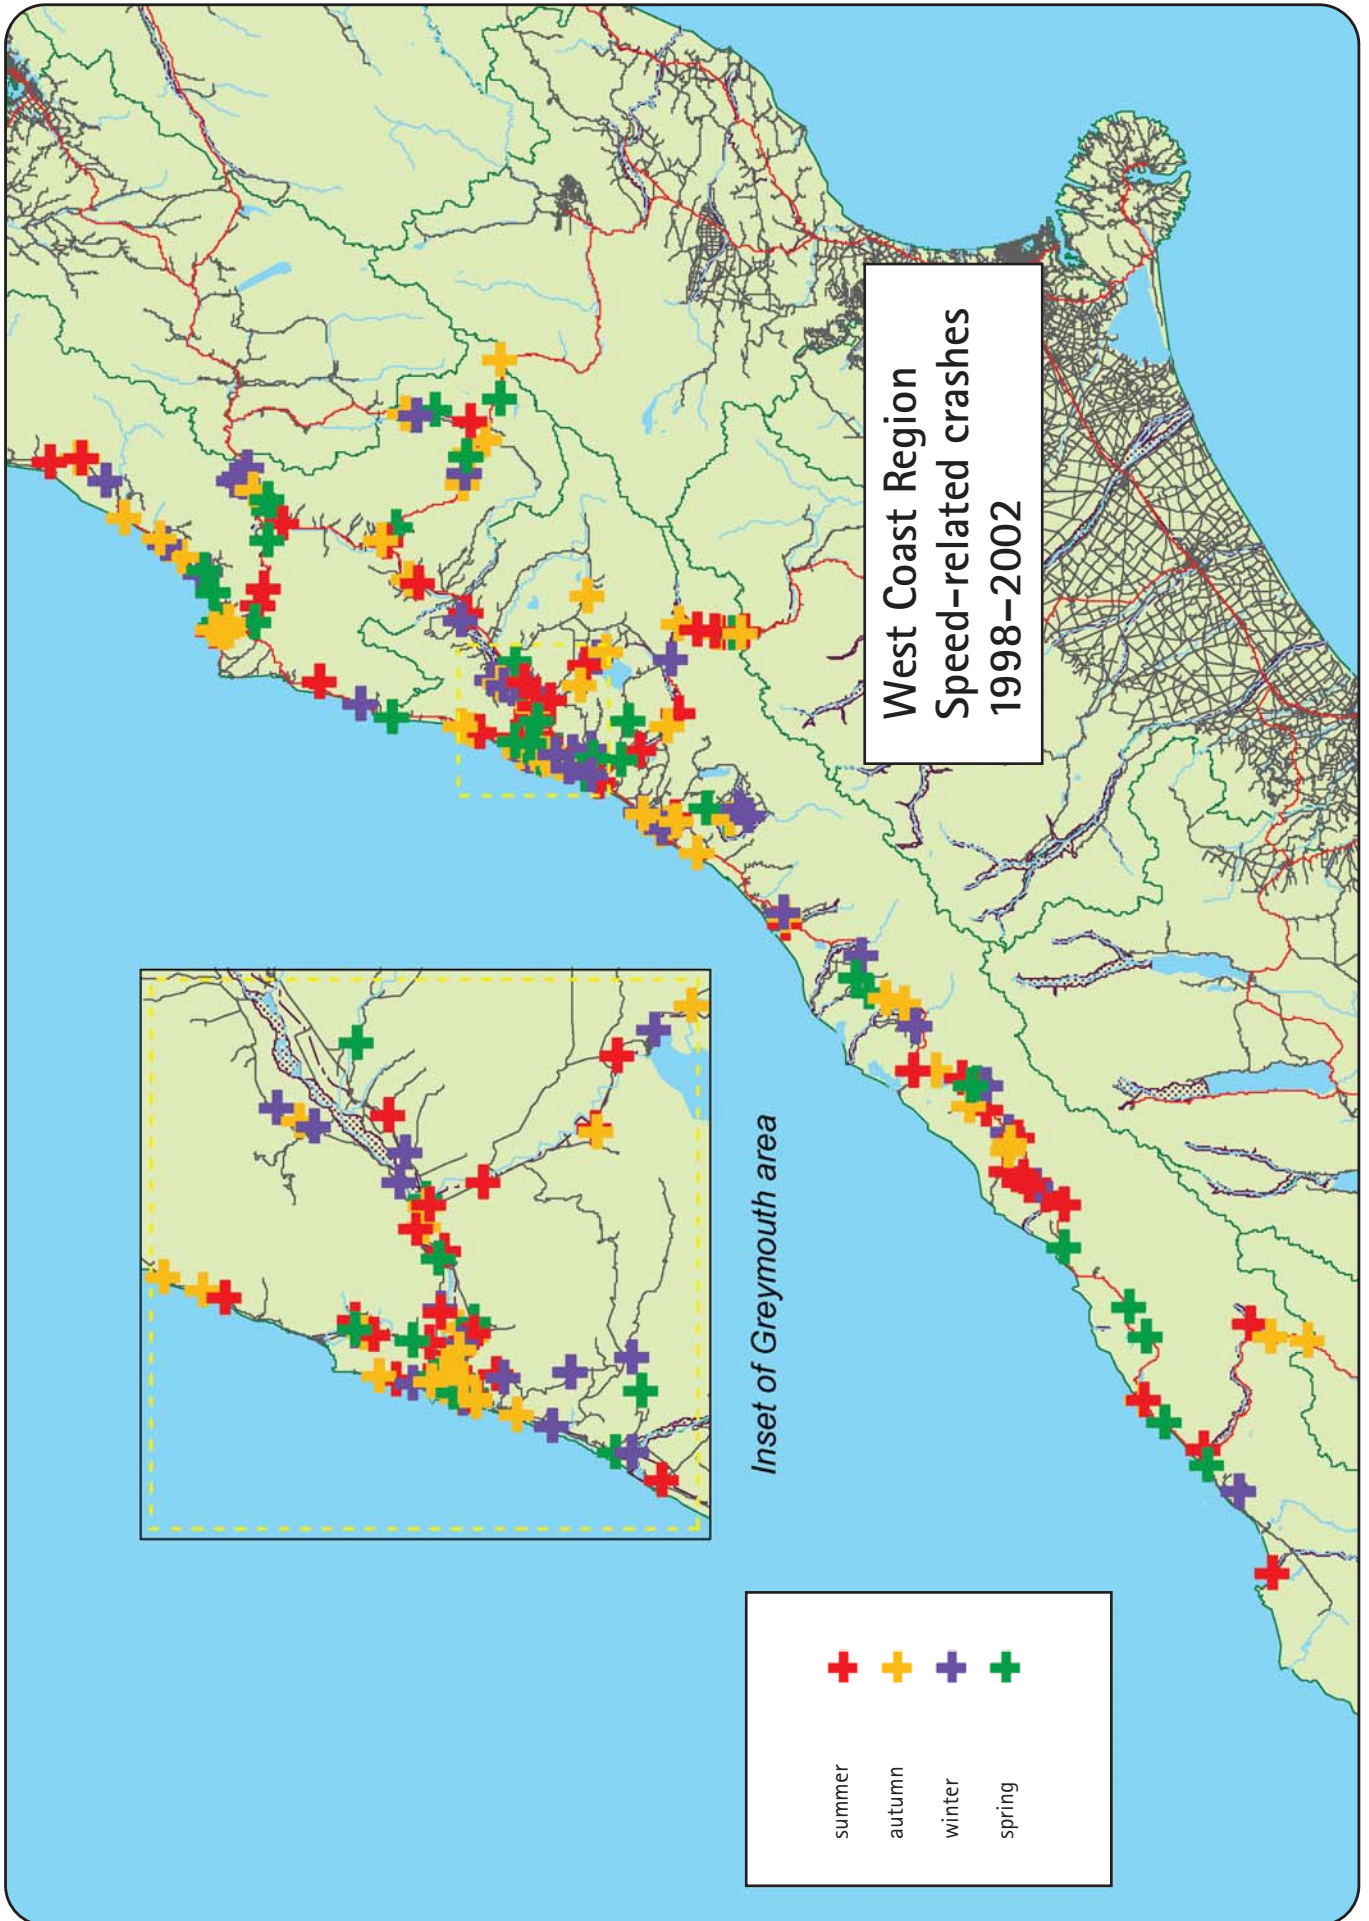 West Coast Region
Speed-related crashes
1998–2002
Inset of Greymouth area
summer
autumn
winter
spring